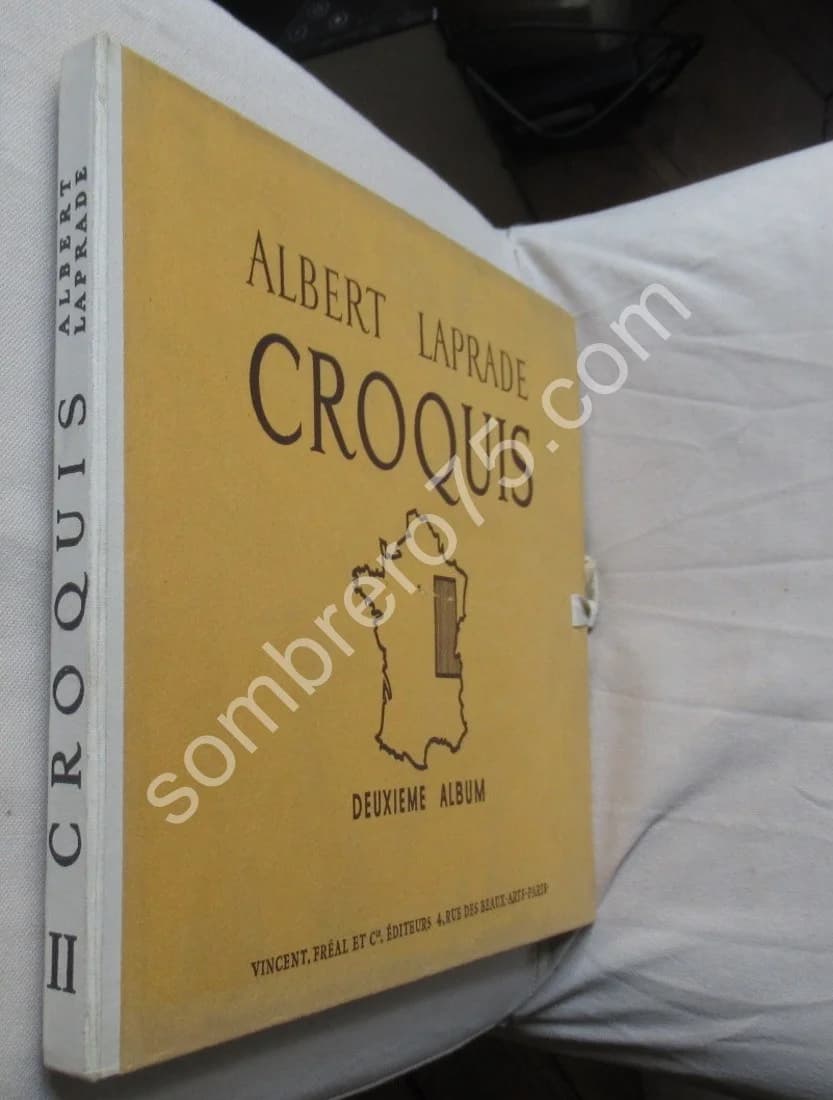 ALBERT LAPRADE
CROQUIS
DEUXIEME ALBUM
VINCENT, FRÉAL ET Cie, ÉDITEURS 4, RUE DES BEAUX-ARTS-PARIS
ALBERT
LAPRADE
CROQUIS
II
sombrero75.com